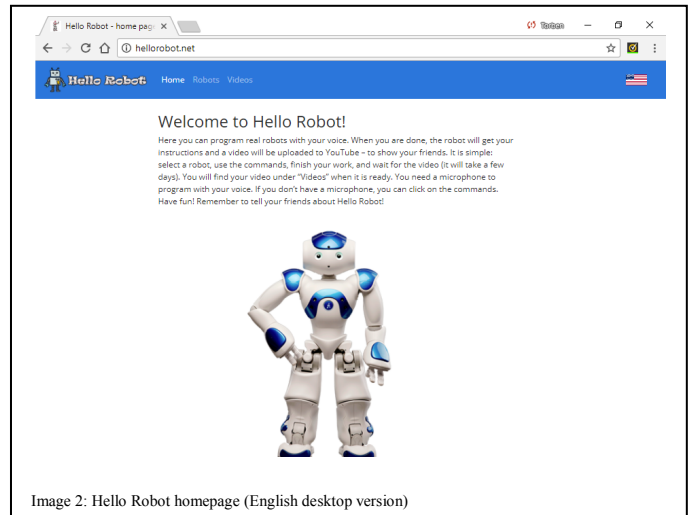 Hello Robot - home pag
Torben
hellorobot.net
Hello Robot Home Robots Videos
Welcome to Hello Robot!
Here you can program real robots with your voice. When you are done, the robot will get your
instructions and a video will be uploaded to YouTube – to show your friends. It is simple:
select a robot, use the commands, finish your work, and wait for the video (it will take a few
days). You will find your video under “Videos” when it is ready. You need a microphone to
program with your voice. If you don't have a microphone, you can click on the commands.
Have fun! Remember to tell your friends about Hello Robot!
Image 2: Hello Robot homepage (English desktop version)